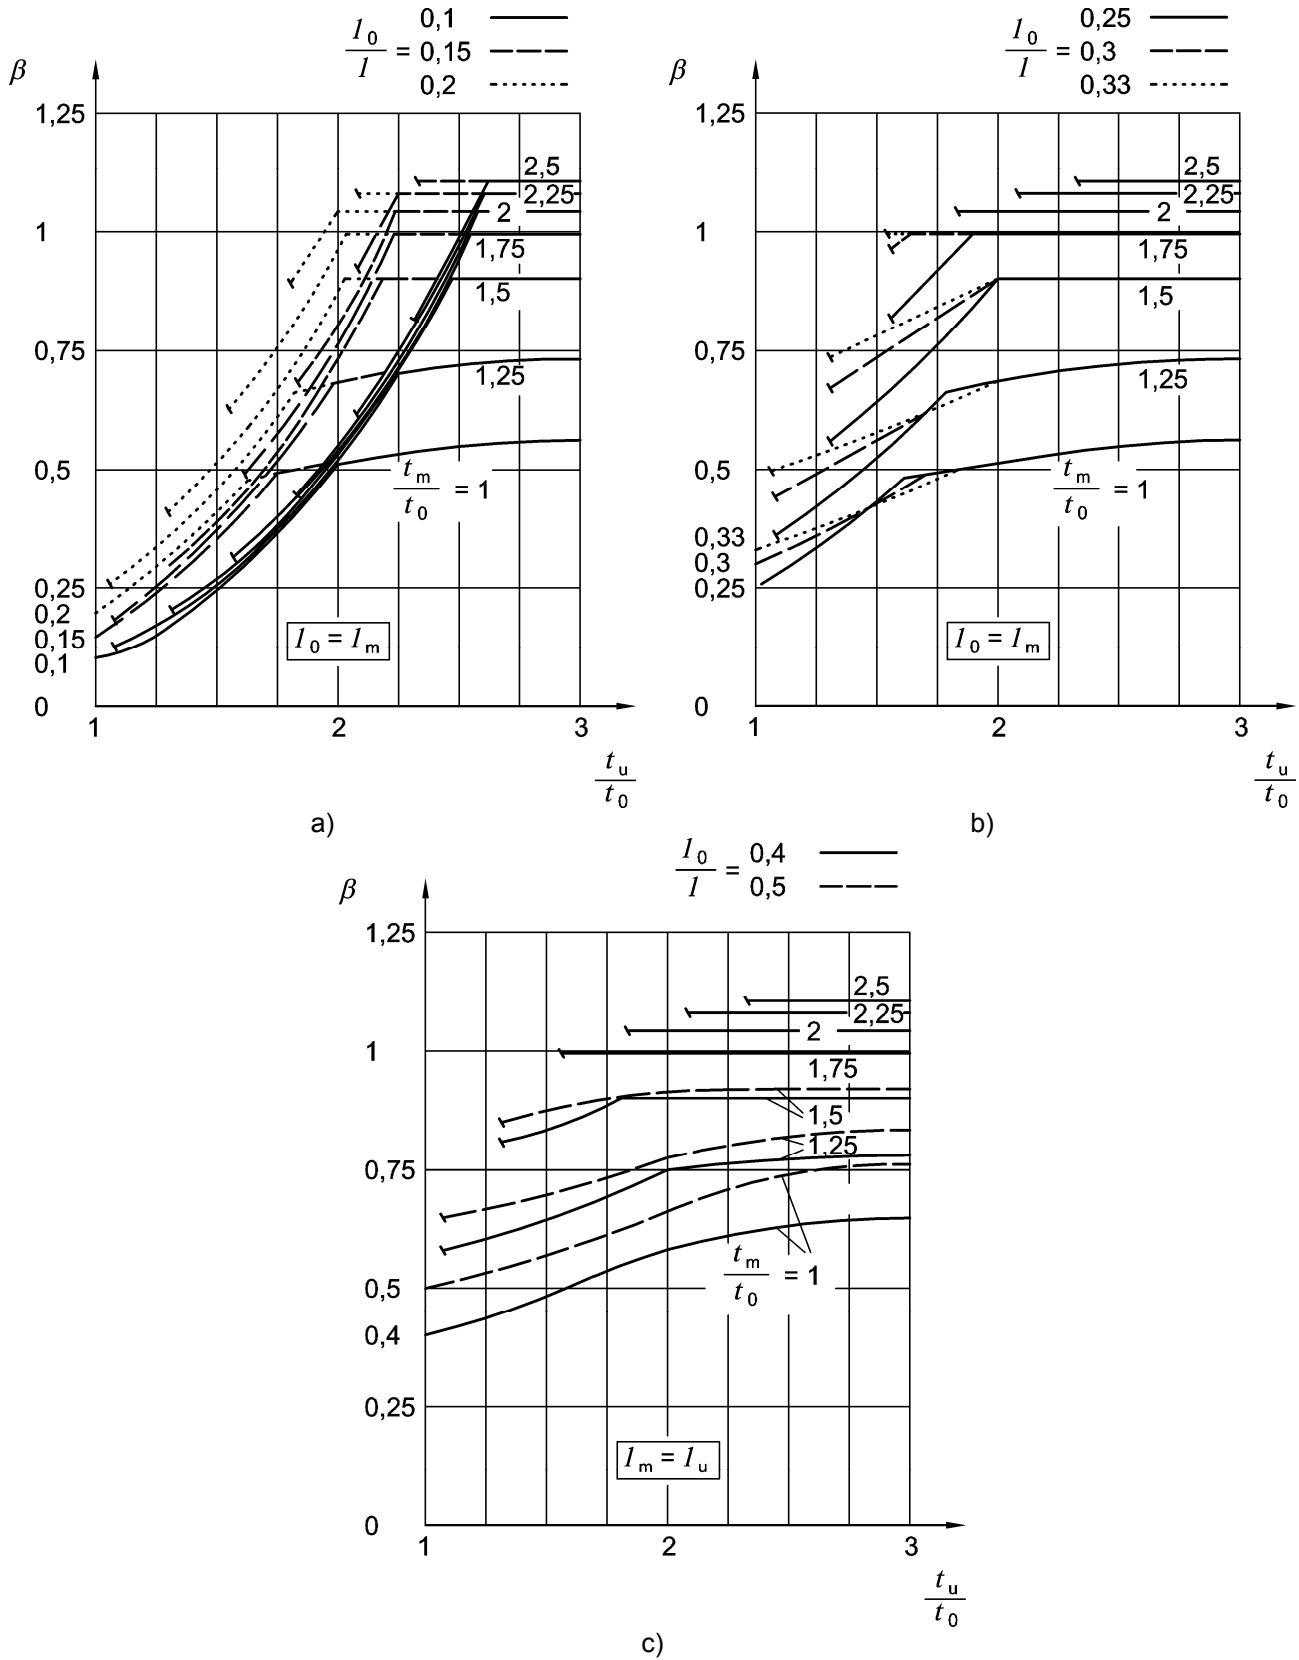 l0/l = 0,1
0,15
0,2
β
1,25
1
0,75
0,5
0,25
0,2
0,15
0,1
0
2,5
2,25
2
1,75
1,5
1,25
tm/t0 = 1
l0 = lm
1 2 3
tu/t0
a)
l0/l = 0,25
0,3
0,33
β
1,25
1
0,75
0,5
0,33
0,3
0,25
0
2,5
2,25
2
1,75
1,5
1,25
tm/t0 = 1
l0 = lm
1 2 3
tu/t0
b)
l0/l = 0,4
0,5
β
1,25
1
0,75
0,5
0,4
0,25
0
2,5
2,25
2
1,75
1,5
1,25
tm/t0 = 1
lm = lu
1 2 3
tu/t0
c)